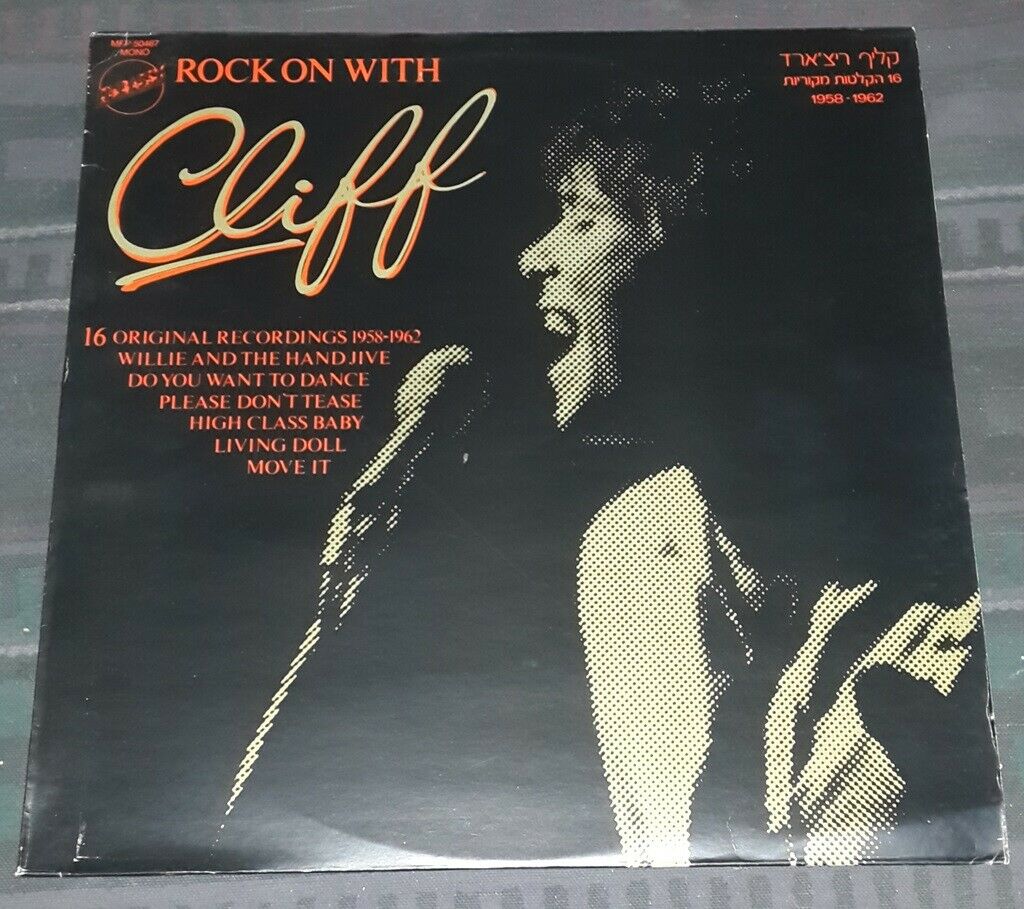 MFP 50467
MONO
ROCK ON WITH
Cliff
קליף ריצ'ארד
16 הקלטות מקוריות
1958-1962
16 ORIGINAL RECORDINGS 1958-1962
WILLIE AND THE HAND JIVE
DO YOU WANT TO DANCE
PLEASE DON'T TEASE
HIGH CLASS BABY
LIVING DOLL
MOVE IT